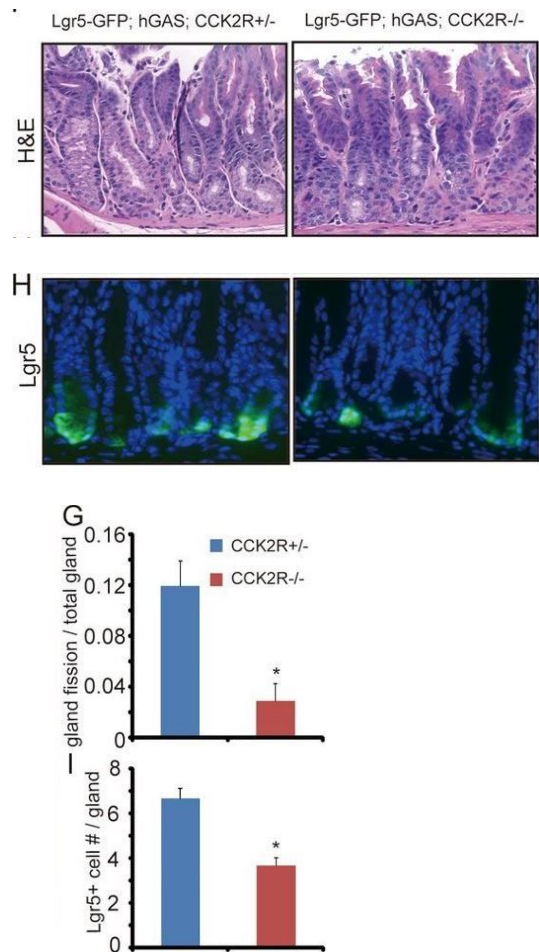 Lgr5-GFP; hGAS; CCK2R+/-
Lgr5-GFP; hGAS; CCK2R-/-
H&E
H
Lgr5
G
gland fission / total gland
0.16
0.12
0.08
0.04
0
CCK2R+/-
CCK2R-/-
*
I
Lgr5+ cell # / gland
8
6
4
2
0
*